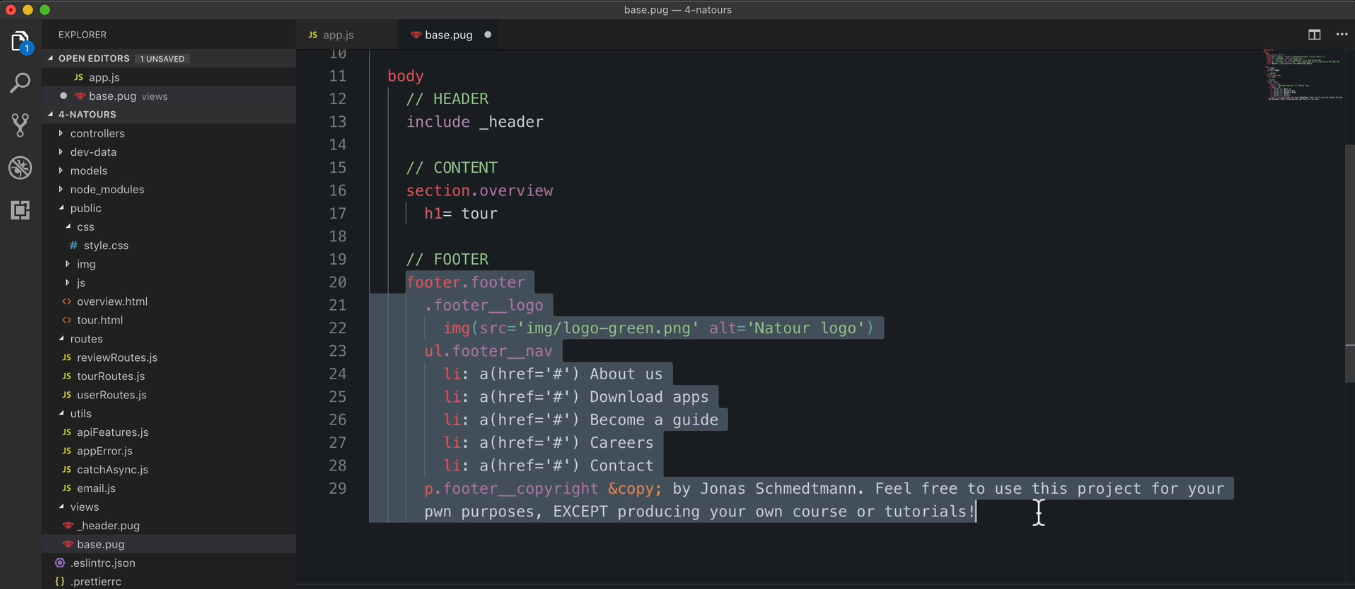 base.pug — 4-natours
EXPLORER
OPEN EDITORS 1 UNSAVED
JS app.js
base.pug views
4-NATOURS
controllers
dev-data
models
node_modules
public
css
# style.css
img
js
<> overview.html
<> tour.html
routes
JS reviewRoutes.js
JS tourRoutes.js
JS userRoutes.js
utils
JS apiFeatures.js
JS appError.js
JS catchAsync.js
JS email.js
views
_header.pug
base.pug
.eslintrc.json
{ } .prettierrc
1
JS app.js
base.pug
10
11 body
12 // HEADER
13 include _header
14
15 // CONTENT
16 section.overview
17 h1= tour
18
19 // FOOTER
20 footer.footer
21 .footer__logo
22 img(src='img/logo-green.png' alt='Natour logo')
23 ul.footer__nav
24 li: a(href='#') About us
25 li: a(href='#') Download apps
26 li: a(href='#') Become a guide
27 li: a(href='#') Careers
28 li: a(href='#') Contact
29 p.footer__copyright &copy; by Jonas Schmedtmann. Feel free to use this project for your
pwn purposes, EXCEPT producing your own course or tutorials!